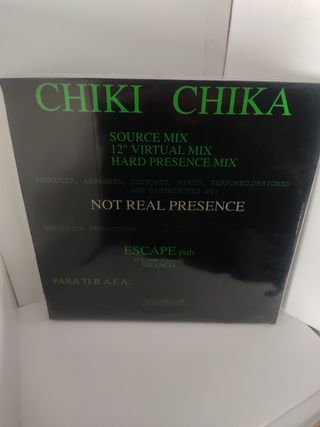 CHIKI CHIKA
SOURCE MIX
12" VIRTUAL MIX
HARD PRESENCE MIX
PRODUCED, ARRANGED, COMPOSED, MIXED, PERFOMED, DESIGNED
AND DISTRIBUTED BY:
NOT REAL PRESENCE
EXECUTIVE PRODUCTION:
ESCAPE pub
VALENCIA
PARA TI R.A.F.A.